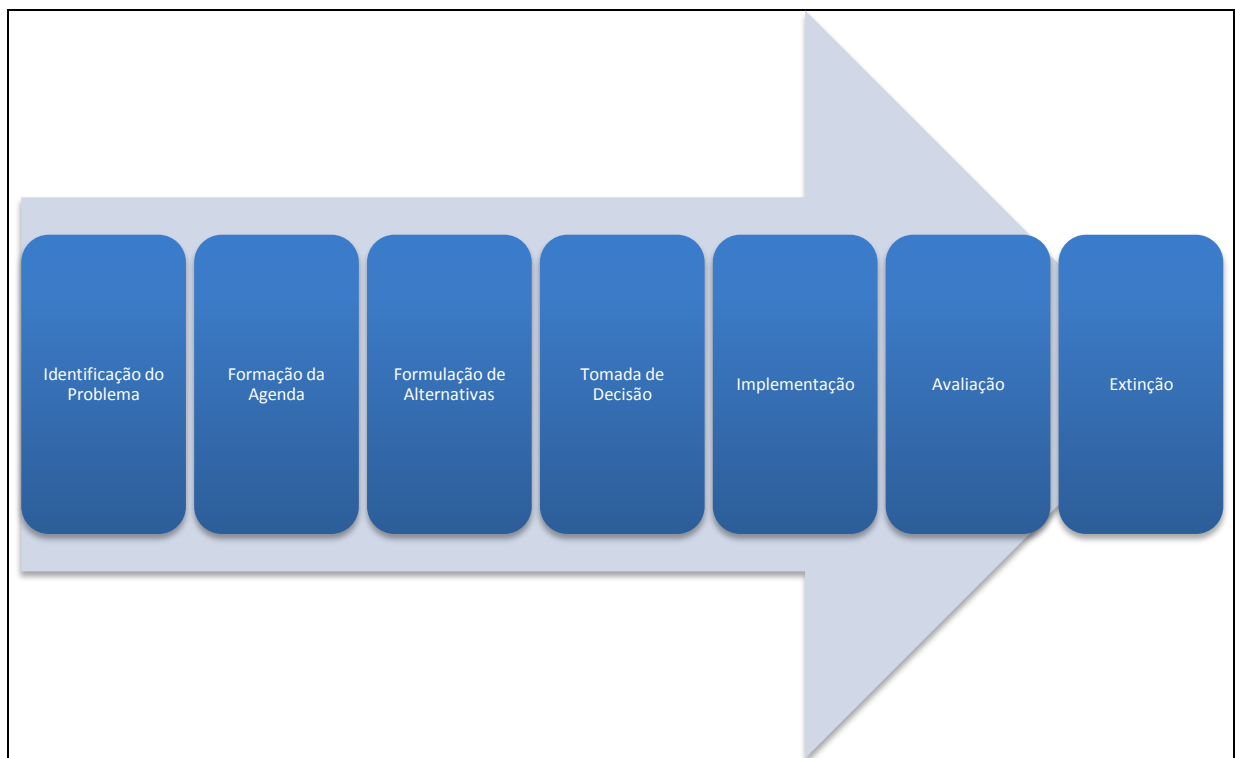 Identificação do
Problema
Formação da
Agenda
Formulação de
Alternativas
Tomada de
Decisão
Implementação
Avaliação
Extinção